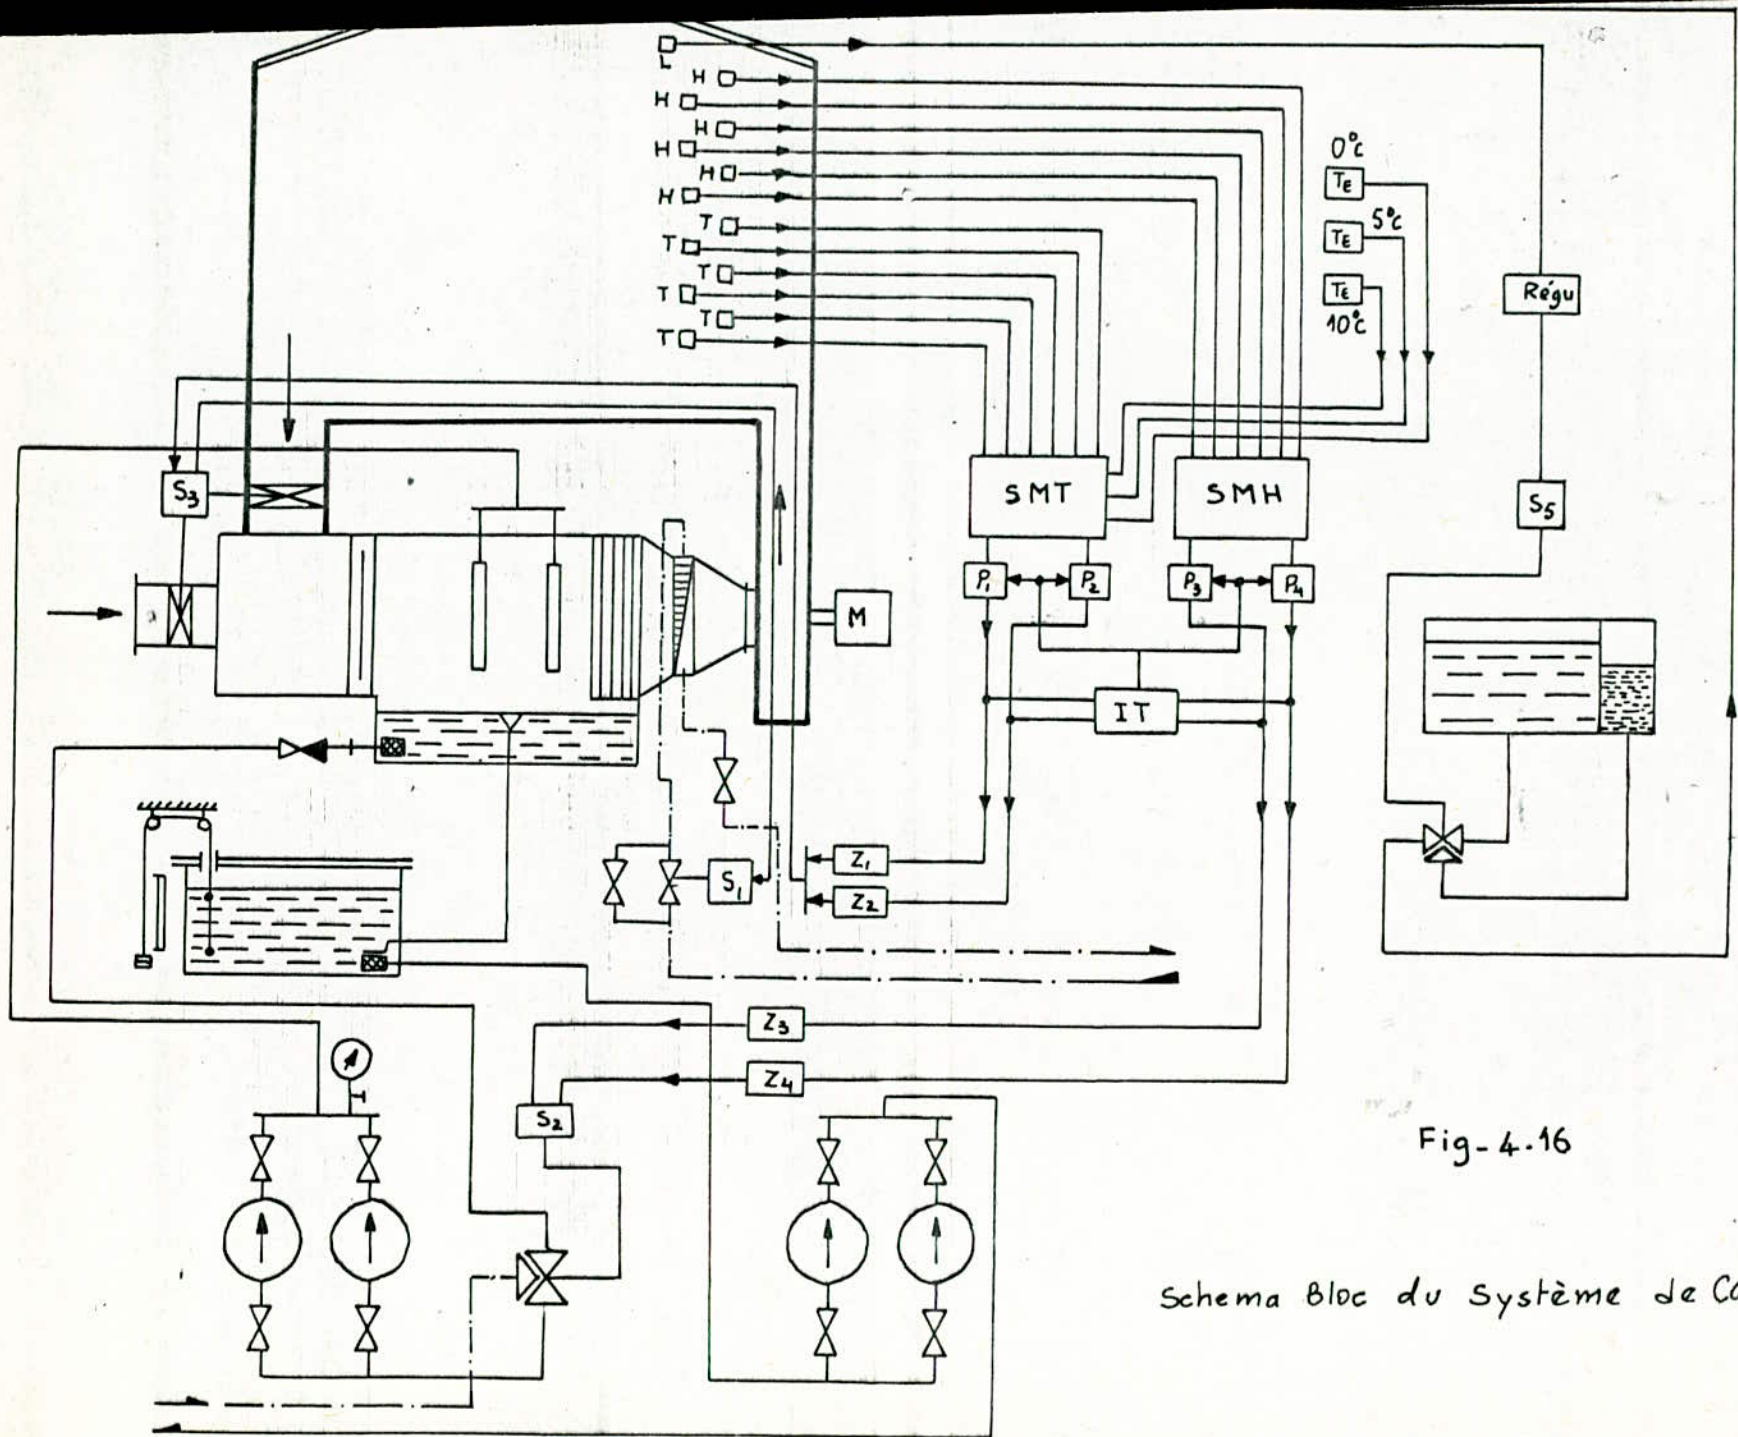 L
H
H
H
H
H
H
T
T
T
T
T
T
0°c
TE
5°c
TE
TE
10°c
Régu
S3
SMT
SMH
S5
P1
P2
P3
P4
M
IT
Z1
S1
Z2
Z3
Z4
S2
Fig-4.16
Schema Bloc du Système de